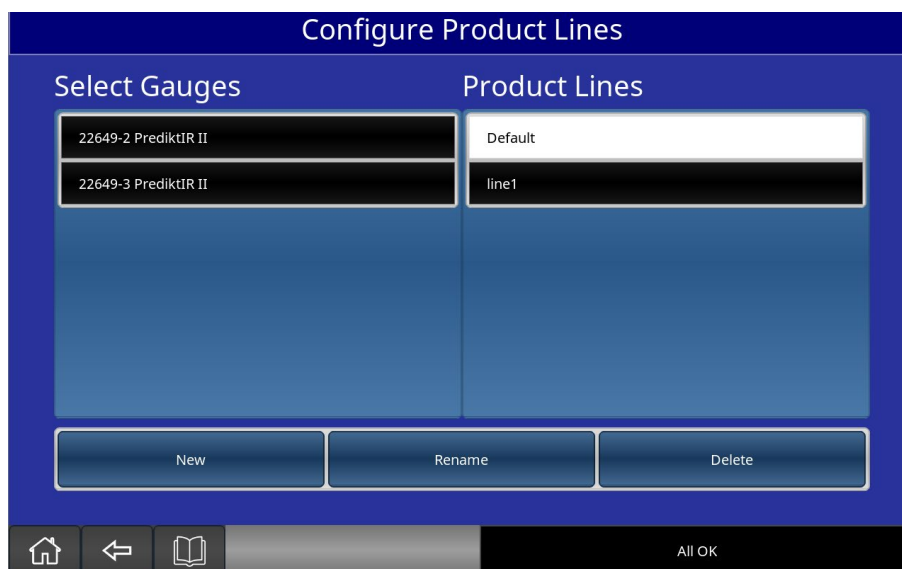 Configure Product Lines
Select Gauges
Product Lines
22649-2 PrediktIR II
Default
22649-3 PrediktIR II
line1
New
Rename
Delete
All OK